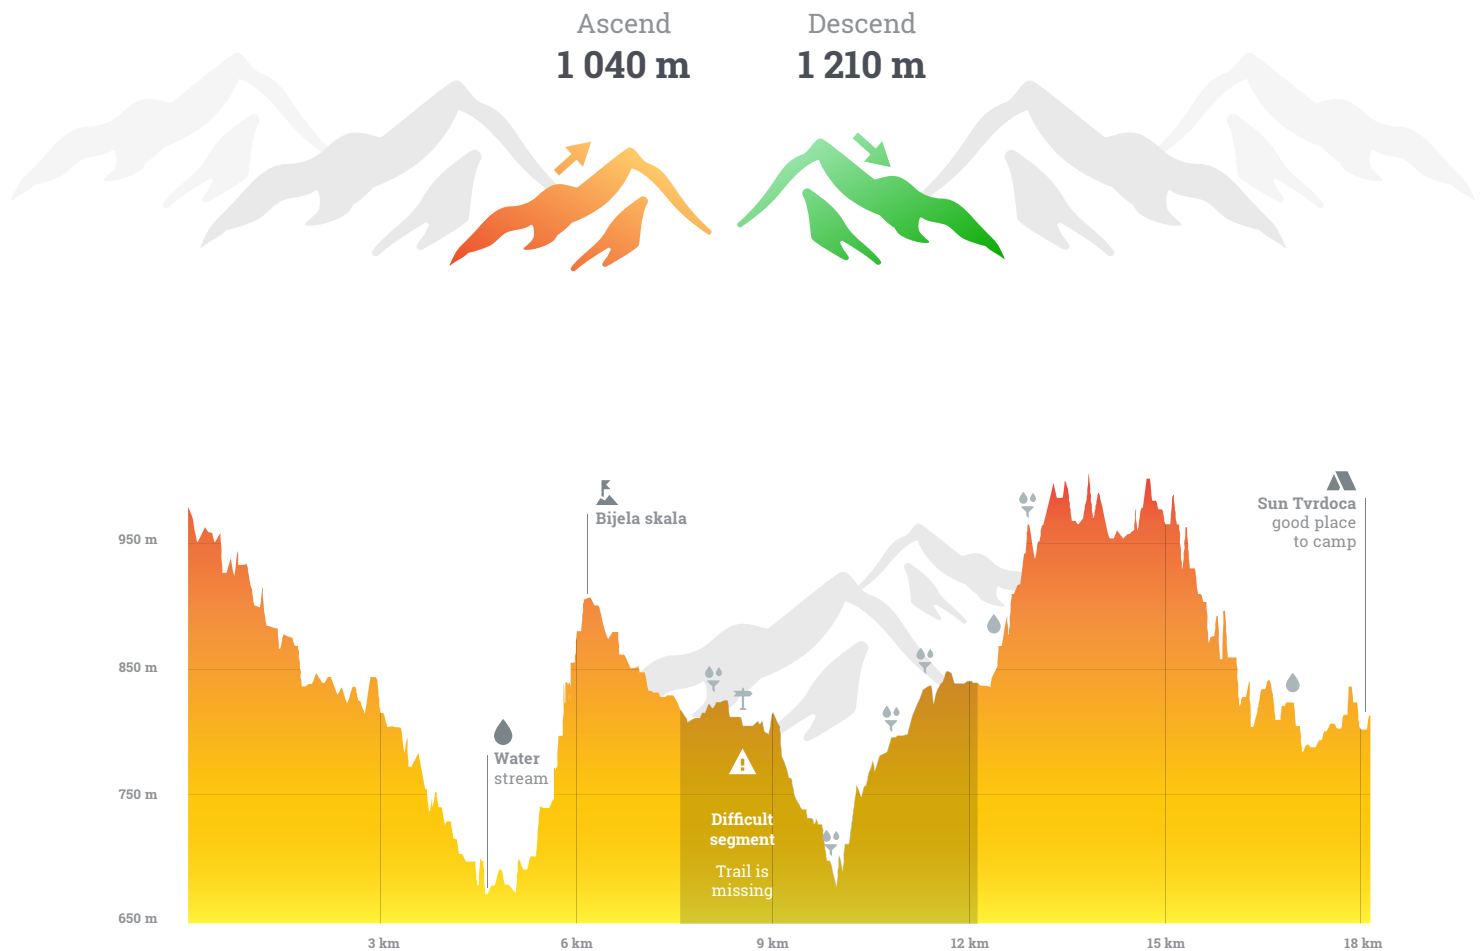 Ascend
1 040 m
Descend
1 210 m
950 m
850 m
750 m
650 m
Bijela skala
Water
stream
Difficult
segment
Trail is
missing
Sun Tvrdoca
good place
to camp
3 km
6 km
9 km
12 km
15 km
18 km